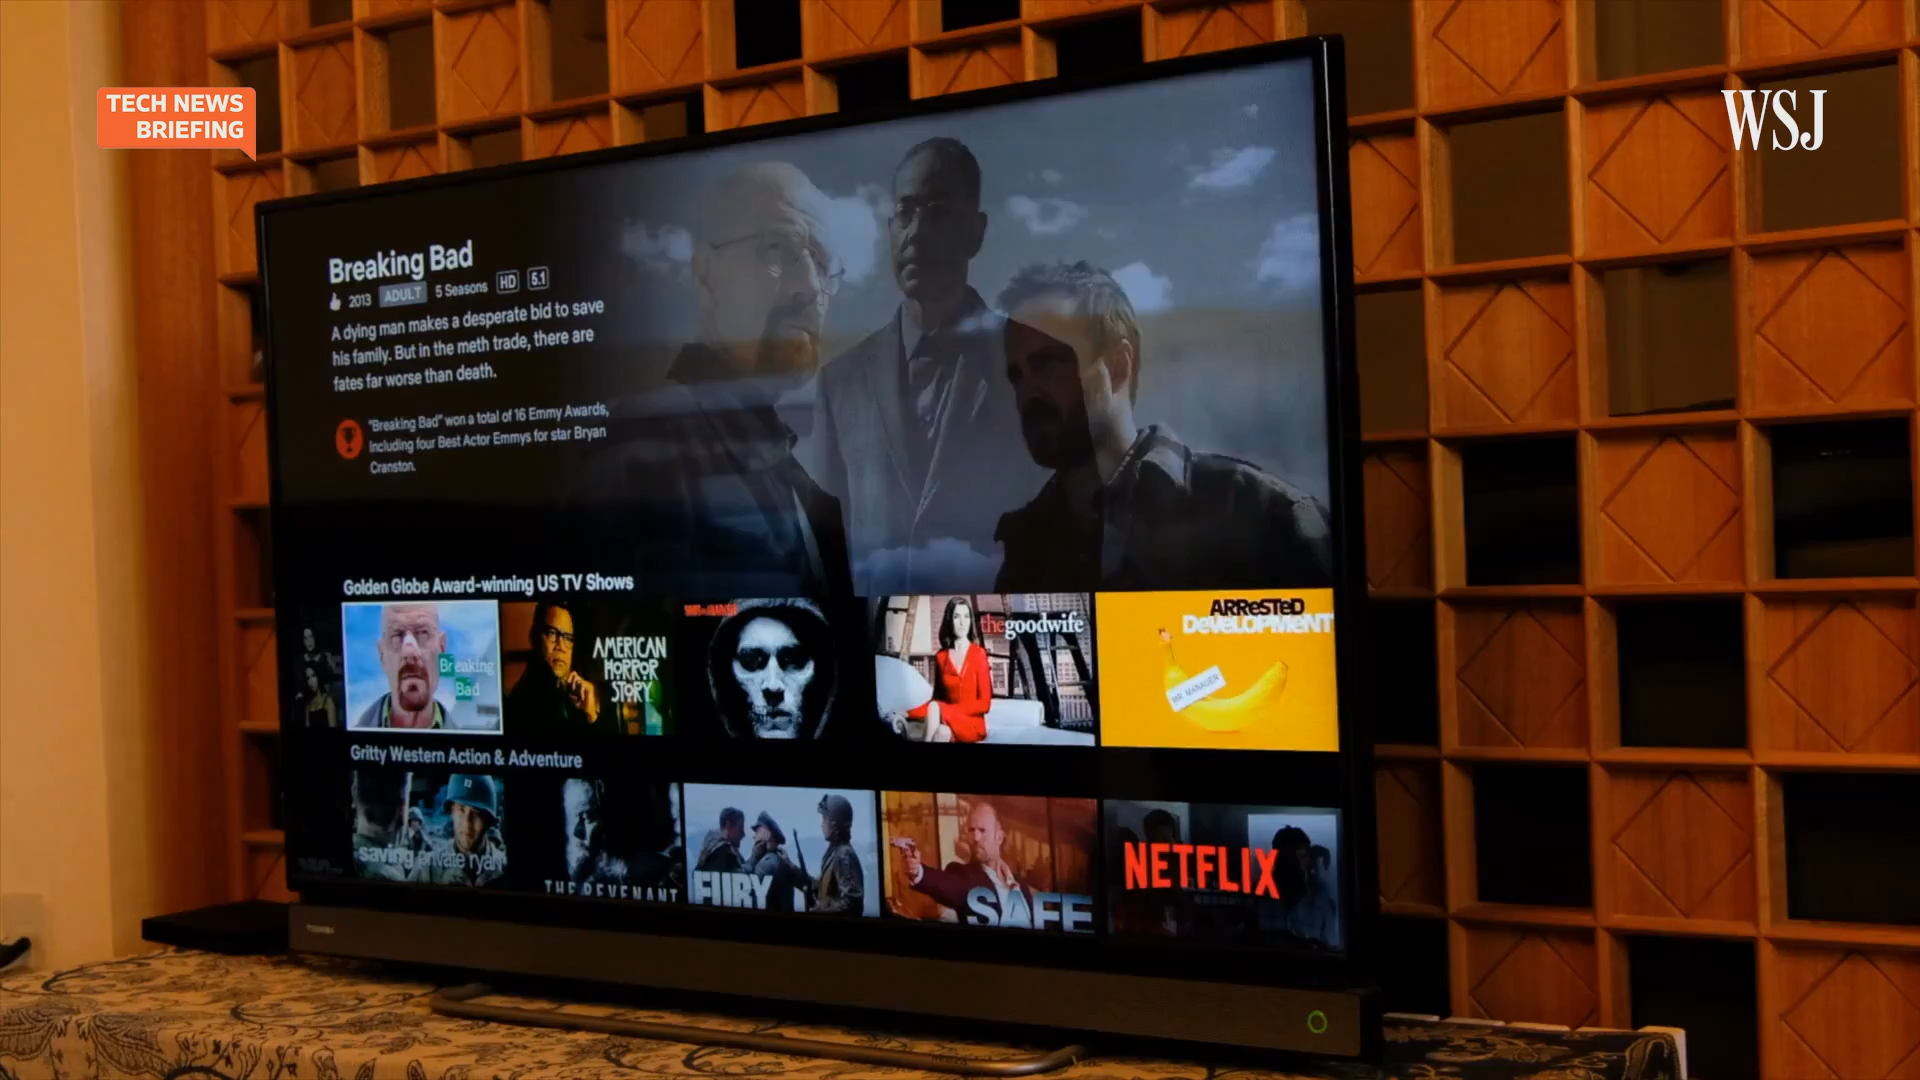 TECH NEWS
BRIEFING
WSJ
Breaking Bad
2013 ADULT 5 Seasons HD 5.1
A dying man makes a desperate bid to save
his family. But in the meth trade, there are
fates far worse than death.
"Breaking Bad" won a total of 16 Emmy Awards,
including four Best Actor Emmys for star Bryan
Cranston.
Golden Globe Award-winning US TV Shows
Breaking
Bad
AMERICAN
HORROR
STORY
thegoodwife
ARReSTeD
DeVeLOPMeNT
MR. MANAGER
Gritty Western Action & Adventure
saving private ryan
THE REVENANT
FURY
SAFE
NETFLIX
TOSHIBA